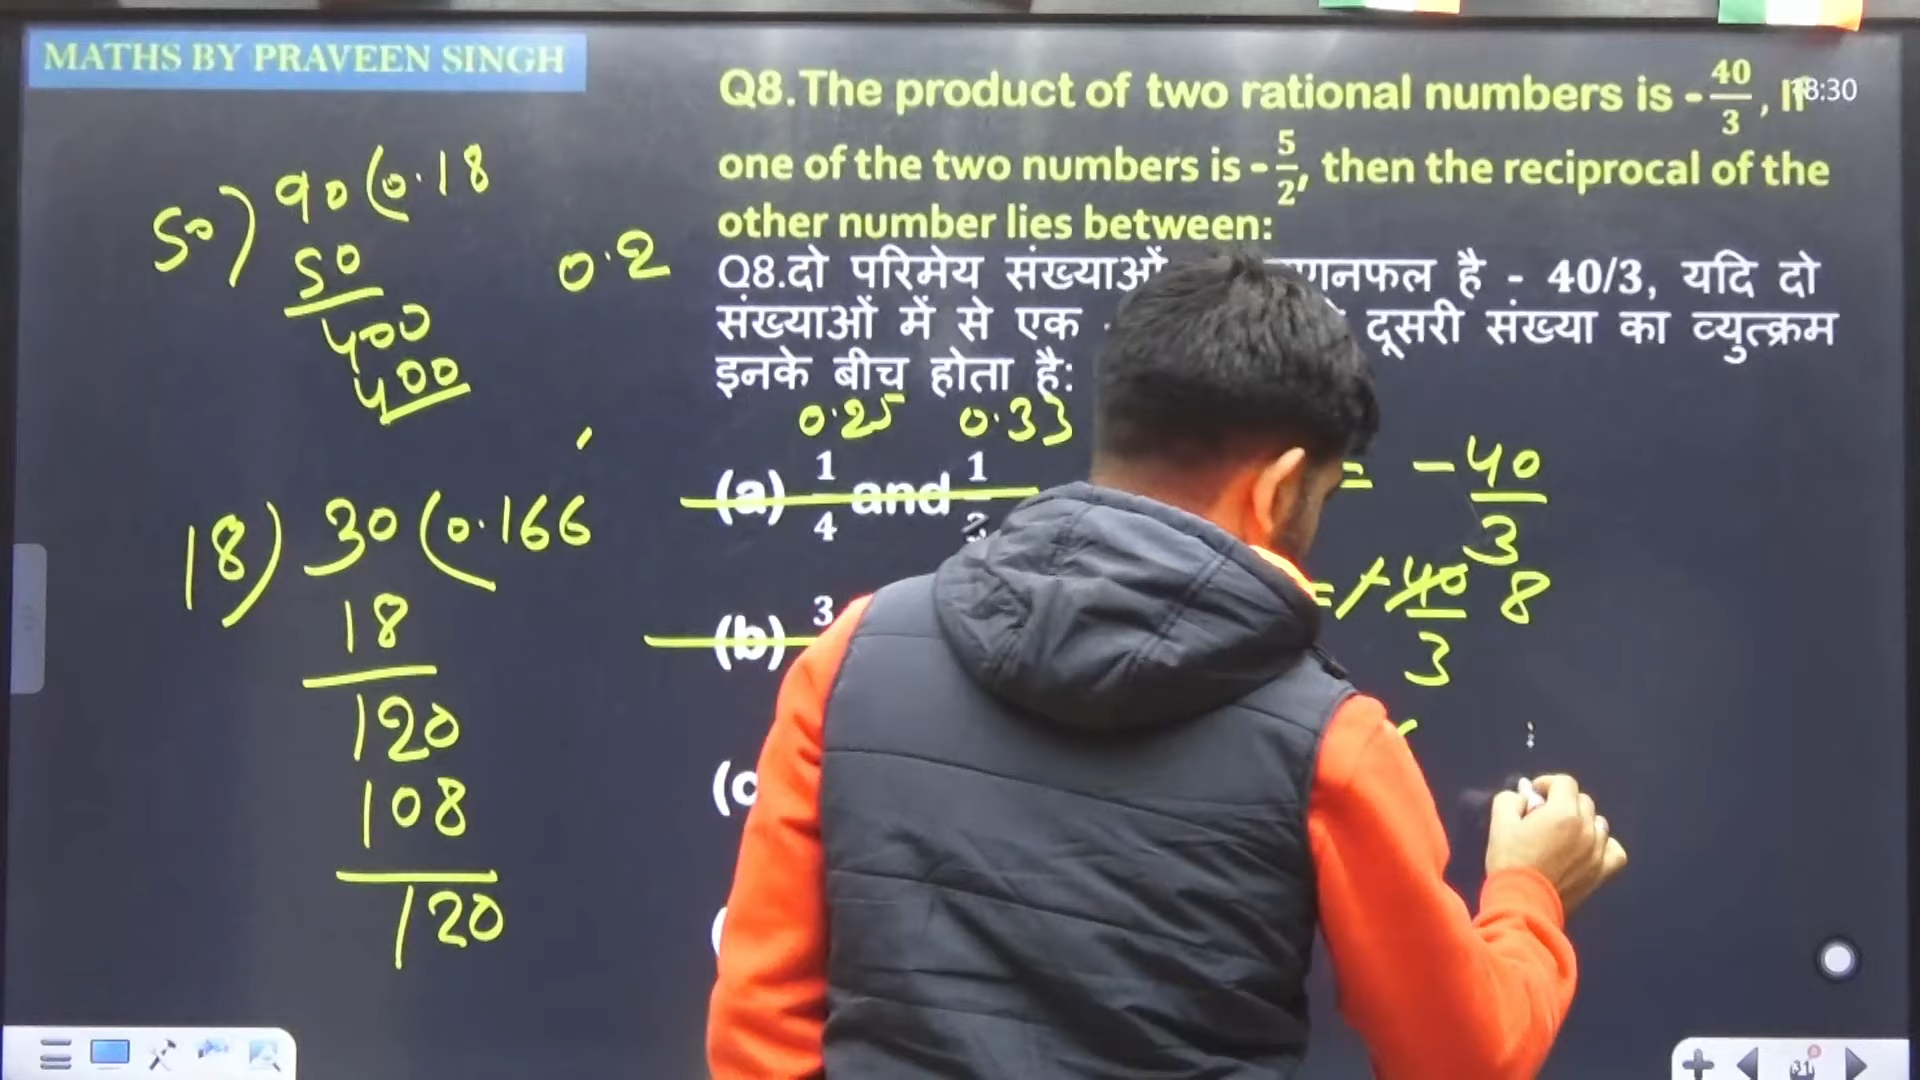 MATHS BY PRAVEEN SINGH
Q8.The product of two rational numbers is - 40/3 , If
8:30
one of the two numbers is - 5/2, then the reciprocal of the
other number lies between:
Q8.दो परिमेय संख्याओं है - 40/3, यदि दो
संख्याओं में से एक दूसरी संख्या का व्युत्क्रम
इनके बीच होता है:
0.25 0.33
(a) 1/4 and 1/3
(b) 3
(c
50) 90 (0.18
50
400
400
0.2
18) 30 (0.166
18
120
108
120
= - 40/3
= - 40/3 8
31